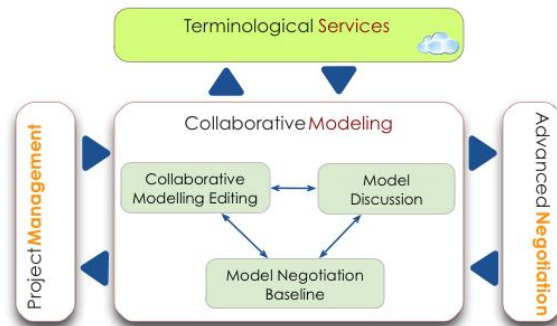 Terminological Services
Collaborative Modeling
Project Management
Collaborative
Modelling Editing
Model
Discussion
Model Negotiation
Baseline
Advanced Negotiation